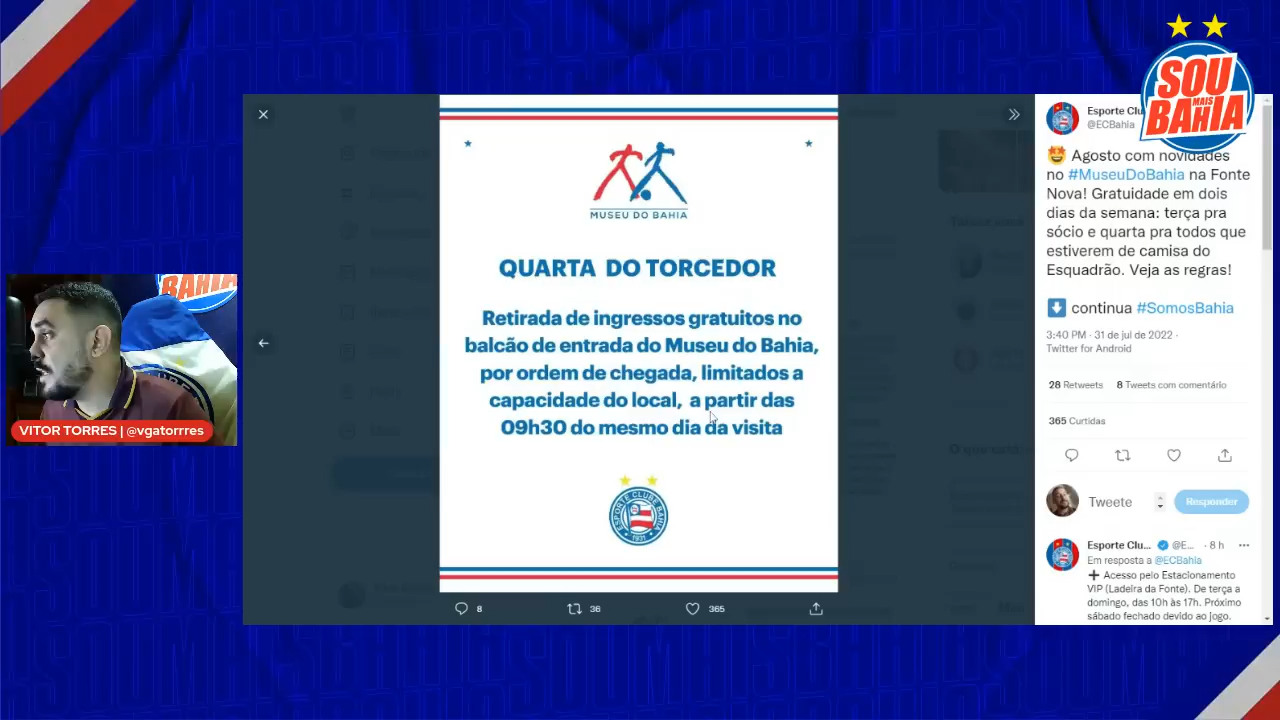 SOU
MAIS
BAHIA
BAHIA
VITOR TORRES | @vgatorrres
MUSEU DO BAHIA
QUARTA DO TORCEDOR
Retirada de ingressos gratuitos no
balcão de entrada do Museu do Bahia,
por ordem de chegada, limitados a
capacidade do local, a partir das
09h30 do mesmo dia da visita
ESPORTE CLUBE BAHIA
1931
8
36
365
Esporte Clu
@ECBahia
Agosto com novidades
no #MuseuDoBahia na Fonte
Nova! Gratuidade em dois
dias da semana: terça pra
sócio e quarta pra todos que
estiverem de camisa do
Esquadrão. Veja as regras!
continua #SomosBahia
3:40 PM · 31 de jul de 2022 ·
Twitter for Android
28 Retweets 8 Tweets com comentário
365 Curtidas
Tweete
Responder
Esporte Clu... @E... · 8 h
Em resposta a @ECBahia
Acesso pelo Estacionamento
VIP (Ladeira da Fonte). De terça a
domingo, das 10h às 17h. Próximo
sábado fechado devido ao jogo.